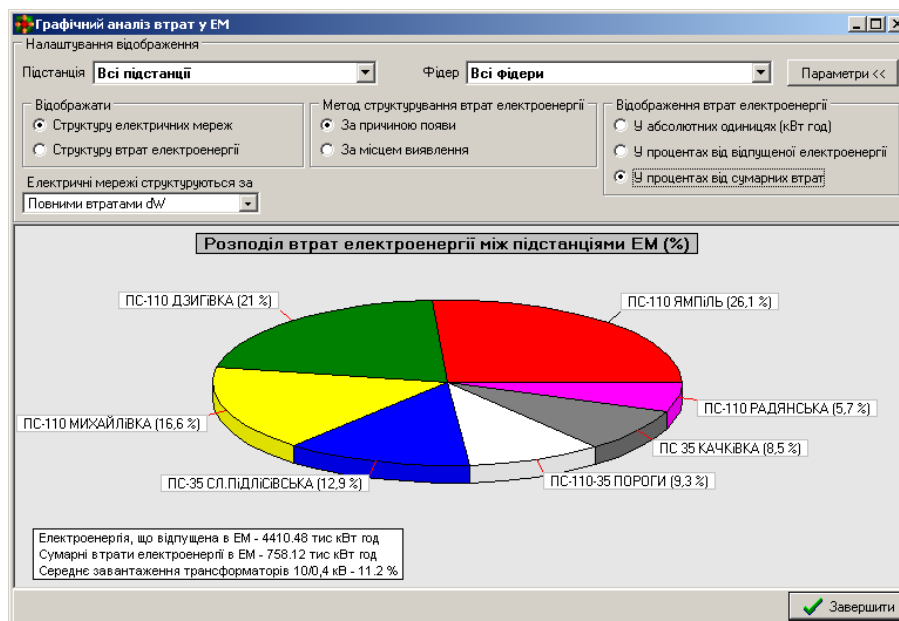 Графічний аналіз втрат у ЕМ
Налаштування відображення
Підстанція Всі підстанції Фідер Всі фідери Параметри <<
Відображати
Структуру електричних мереж
Структуру втрат електроенергії
Метод структурування втрат електроенергії
За причиною появи
За місцем виявлення
Відображення втрат електроенергії
У абсолютних одиницях (кВт год)
У процентах від відпущеної електроенергії
У процентах від сумарних втрат
Електричні мережі структуруються за
Повними втратами dW
Розподіл втрат електроенергії між підстанціями ЕМ (%)
ПС-110 ДЗИГІВКА (21 %)
ПС-110 ЯМПІЛЬ (26,1 %)
ПС-110 МИХАЙЛІВКА (16,6 %)
ПС-110 РАДЯНСЬКА (5,7 %)
ПС 35 КАЧКІВКА (8,5 %)
ПС-35 СЛ.ПІДЛІСІВСЬКА (12,9 %)
ПС-110-35 ПОРОГИ (9,3 %)
Електроенергія, що відпущена в ЕМ - 4410.48 тис кВт год
Сумарні втрати електроенергії в ЕМ - 758.12 тис кВт год
Середнє завантаження трансформаторів 10/0,4 кВ - 11.2 %
Завершити